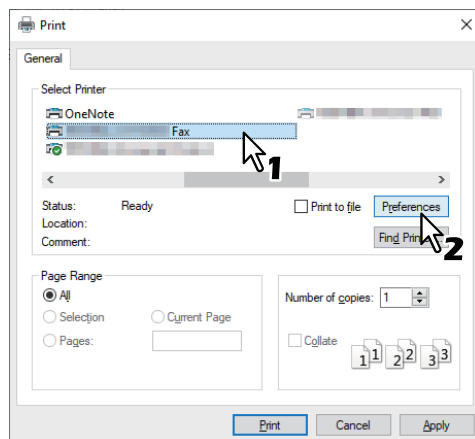 Print
General
Select Printer
OneNote
Fax
1
Status: Ready
Print to file
Preferences
Location:
Comment:
Find Prin
2
Page Range
All
Selection
Current Page
Pages:
Number of copies: 1
Collate
1 1 2 2 3 3
Print Cancel Apply